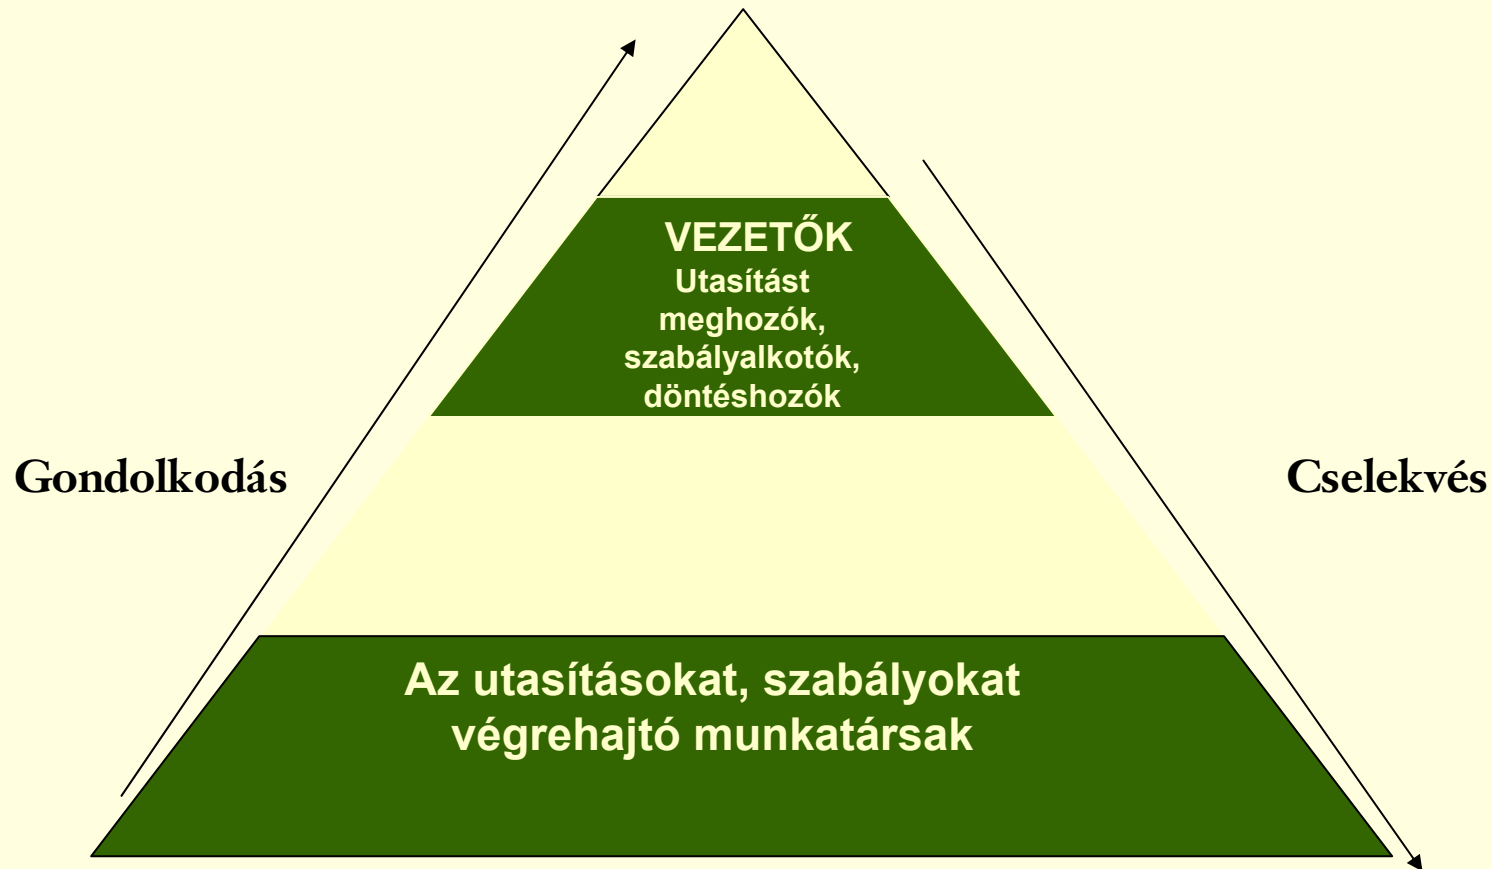 VEZETŐK
Utasítást
meghozók,
szabályalkotók,
döntéshozók
Gondolkodás
Cselekvés
Az utasításokat, szabályokat
végrehajtó munkatársak